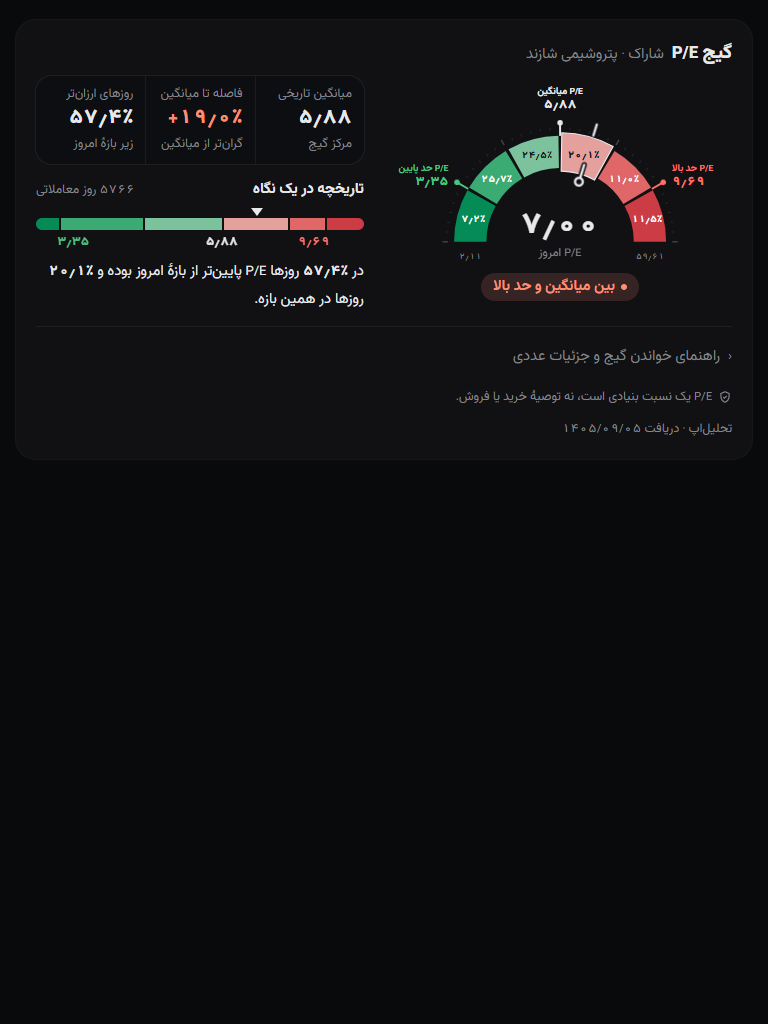 گیج P/E شاراک · پتروشیمی شازند
P/E میانگین
۵٫۸۸
P/E حد بالا
۹٫۶۹
P/E حد پایین
۳٫۳۵
۷٫۲٪
۲۵٫۷٪
۲۴٫۵٪
۲۰٫۱٪
۱۱٫۰٪
۱۱٫۵٪
۷٫۰۰
P/E امروز
۲٫۱۱
۵۹٫۶۱
بین میانگین و حد بالا
میانگین تاریخی
۵٫۸۸
مرکز گیج
فاصله تا میانگین
+۱۹٫۰٪
گران‌تر از میانگین
روزهای ارزان‌تر
۵۷٫۴٪
زیر بازهٔ امروز
تاریخچه در یک نگاه
۵۷۶۶ روز معاملاتی
۳٫۳۵
۵٫۸۸
۹٫۶۹
در ۵۷٫۴٪ روزها P/E پایین‌تر از بازهٔ امروز بوده و ۲۰٫۱٪
روزها در همین بازه.
‹ راهنمای خواندن گیج و جزئیات عددی
P/E یک نسبت بنیادی است، نه توصیهٔ خرید یا فروش.
تحلیل‌اپ · دریافت ۱۴۰۵/۰۹/۰۵